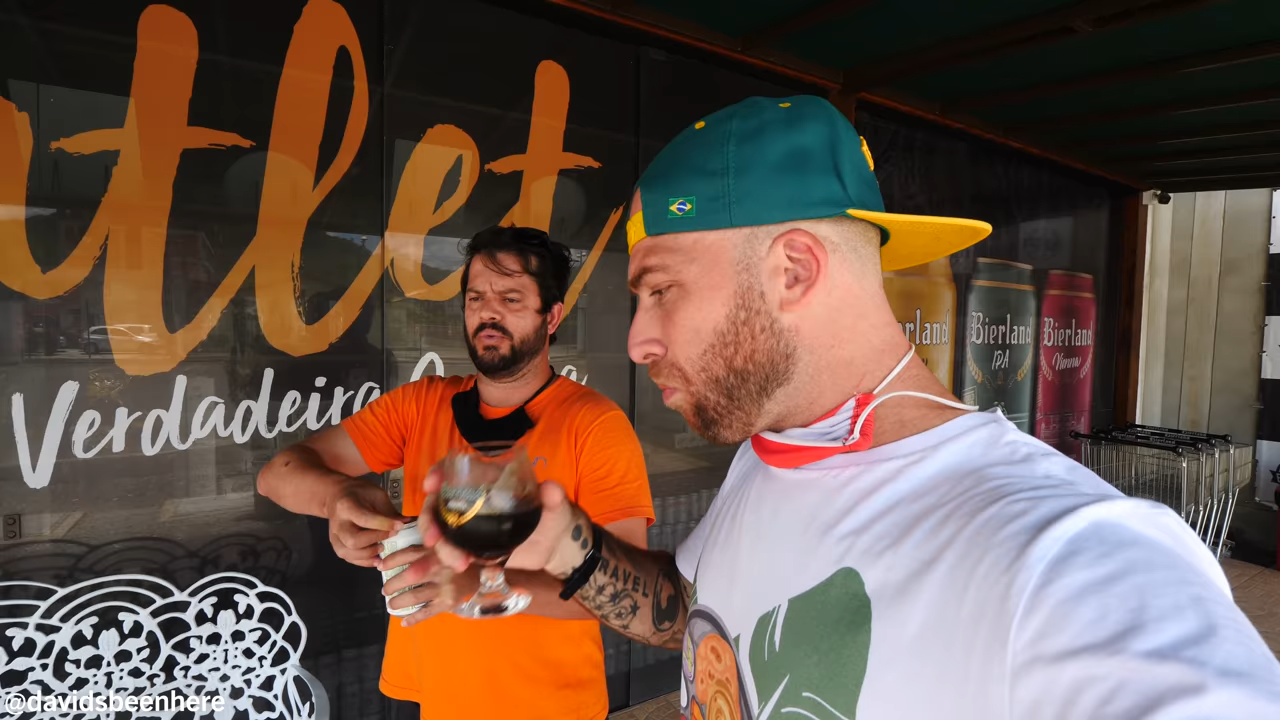 utlet
Verdadeira
Bierland
Bierland
IPA
Bierland
Vienna
TRAVEL
@davidsbeenhere